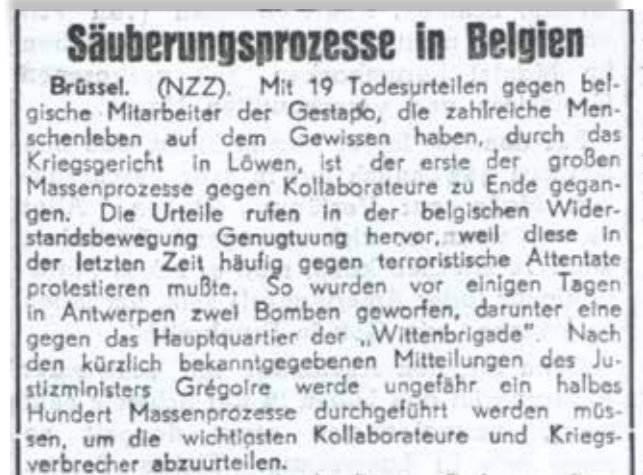 Säuberungsprozesse in Belgien
Brüssel. (NZZ). Mit 19 Todesurteilen gegen bel-
gische Mitarbeiter der Gestapo, die zahlreiche Men-
schenleben auf dem Gewissen haben, durch das
Kriegsgericht in Löwen, ist der erste der großen
Massenprozesse gegen Kollaborateure zu Ende gegan-
gen. Die Urteile rufen in der belgischen Wider-
standsbewegung Genugtuung hervor, weil diese in
der letzten Zeit häufig gegen terroristische Attentate
protestieren mußte. So wurden vor einigen Tagen
in Antwerpen zwei Bomben geworfen, darunter eine
gegen das Hauptquartier der „Wittenbrigade". Nach
den kürzlich bekanntgegebenen Mitteilungen des Ju-
stizministers Grégoire werde ungefähr ein halbes
Hundert Massenprozesse durchgeführt werden müs-
sen, um die wichtigsten Kollaborateure und Kriegs-
verbrecher abzuurteilen.